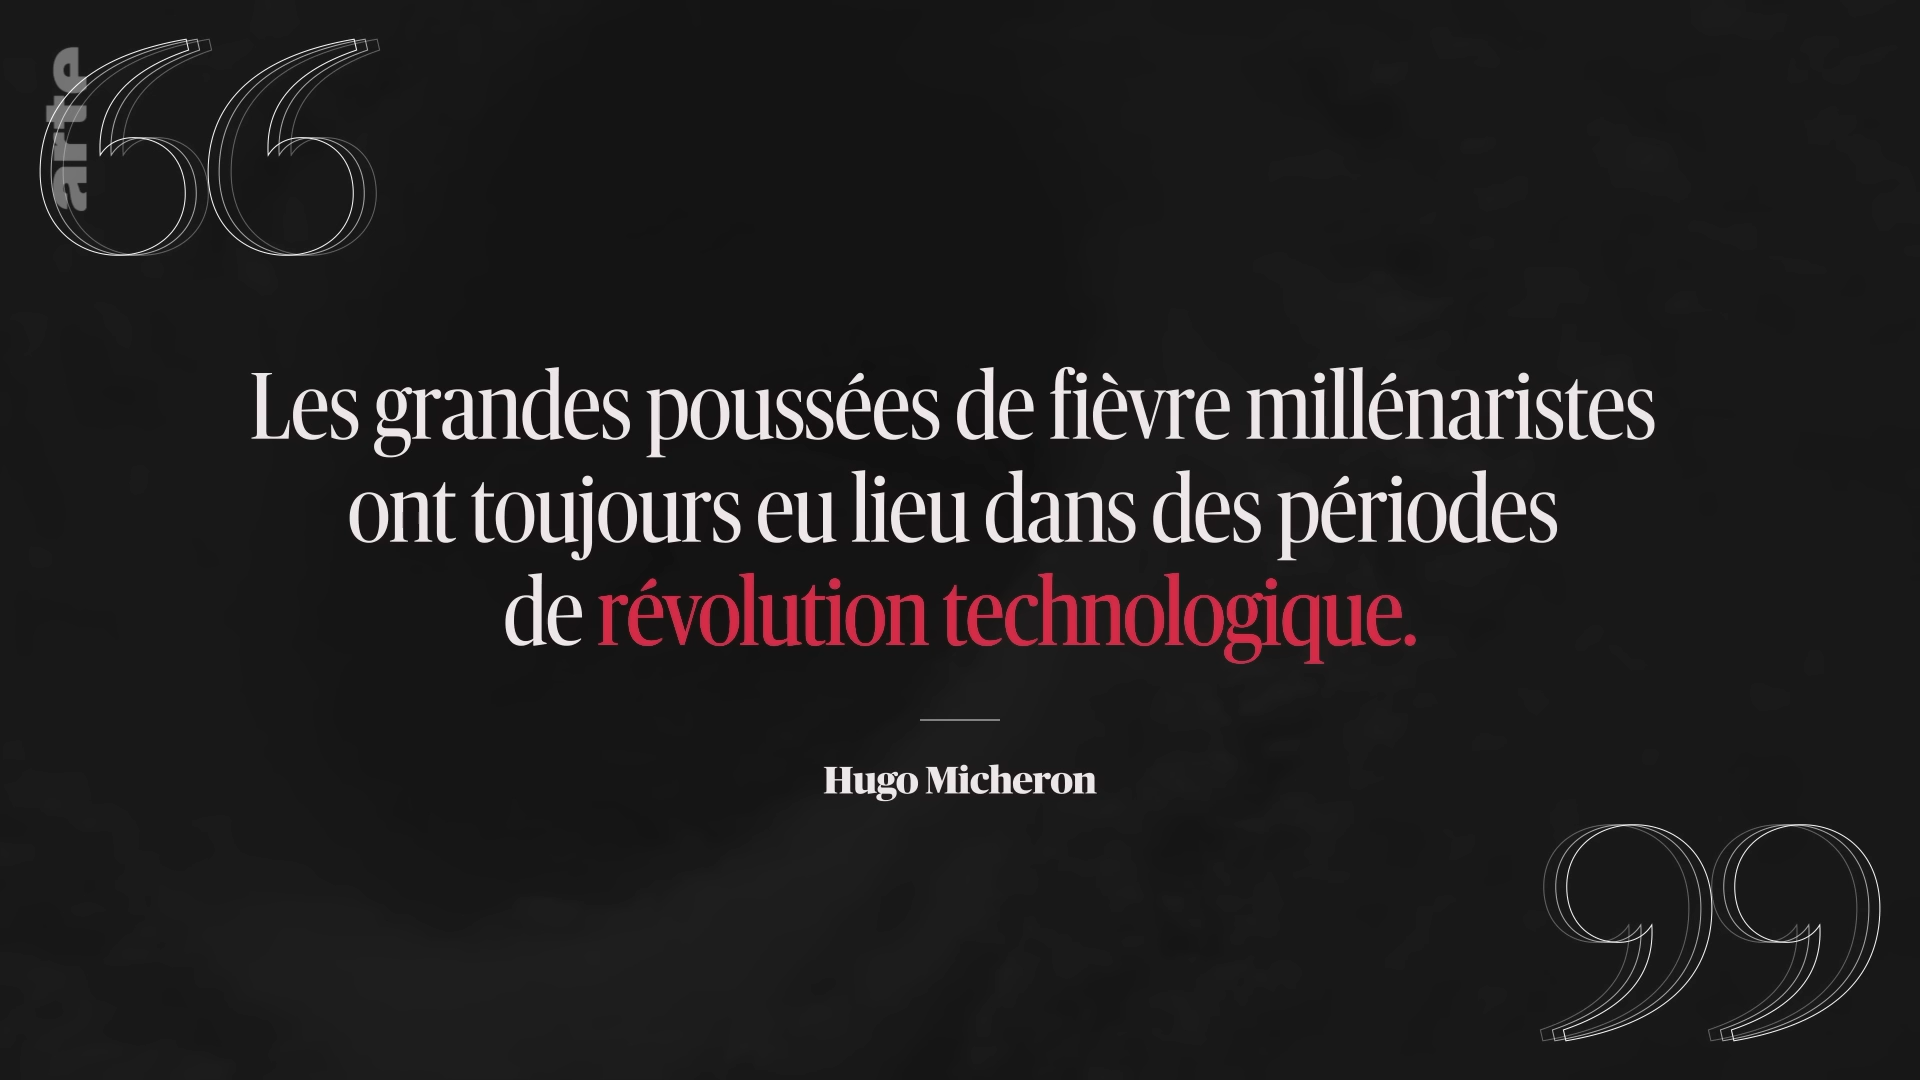 arte
Les grandes poussées de fièvre millénaristes
ont toujours eu lieu dans des périodes
de révolution technologique.
Hugo Micheron